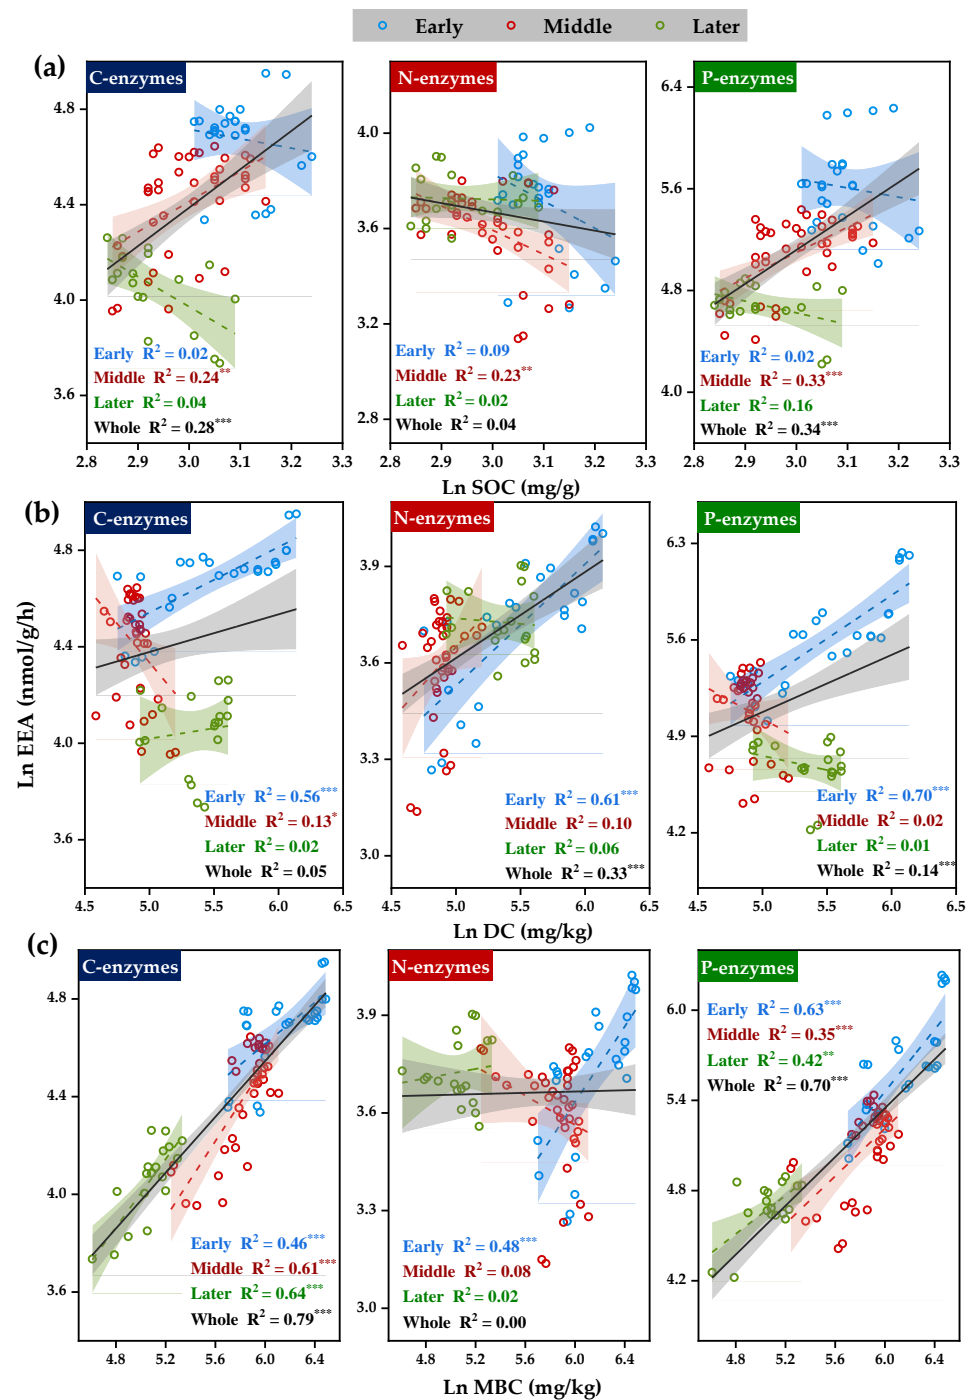 Early Middle Later
(a)
C-enzymes N-enzymes P-enzymes
4.8
4.4
4.0
3.6
4.0
3.6
3.2
2.8
6.4
5.6
4.8
4.0
Early R² = 0.02
Middle R² = 0.24**
Later R² = 0.04
Whole R² = 0.28***
Early R² = 0.09
Middle R² = 0.23**
Later R² = 0.02
Whole R² = 0.04
Early R² = 0.02
Middle R² = 0.33***
Later R² = 0.16
Whole R² = 0.34***
2.8 2.9 3.0 3.1 3.2 3.3 2.8 2.9 3.0 3.1 3.2 3.3 2.8 2.9 3.0 3.1 3.2 3.3
Ln SOC (mg/g)
Ln EEA (nmol/g/h)
(b)
C-enzymes N-enzymes P-enzymes
4.8
4.4
4.0
3.6
3.9
3.6
3.3
3.0
6.3
5.6
4.9
4.2
Early R² = 0.56***
Middle R² = 0.13*
Later R² = 0.02
Whole R² = 0.05
Early R² = 0.61***
Middle R² = 0.10
Later R² = 0.06
Whole R² = 0.33***
Early R² = 0.70***
Middle R² = 0.02
Later R² = 0.01
Whole R² = 0.14***
4.5 5.0 5.5 6.0 6.5 4.5 5.0 5.5 6.0 6.5 4.5 5.0 5.5 6.0 6.5
Ln DC (mg/kg)
(c)
C-enzymes N-enzymes P-enzymes
4.8
4.4
4.0
3.6
3.9
3.6
3.3
3.0
6.0
5.4
4.8
4.2
Early R² = 0.46***
Middle R² = 0.61***
Later R² = 0.64***
Whole R² = 0.79***
Early R² = 0.48***
Middle R² = 0.08
Later R² = 0.02
Whole R² = 0.00
Early R² = 0.63***
Middle R² = 0.35***
Later R² = 0.42**
Whole R² = 0.70***
4.8 5.2 5.6 6.0 6.4 4.8 5.2 5.6 6.0 6.4 4.8 5.2 5.6 6.0 6.4
Ln MBC (mg/kg)